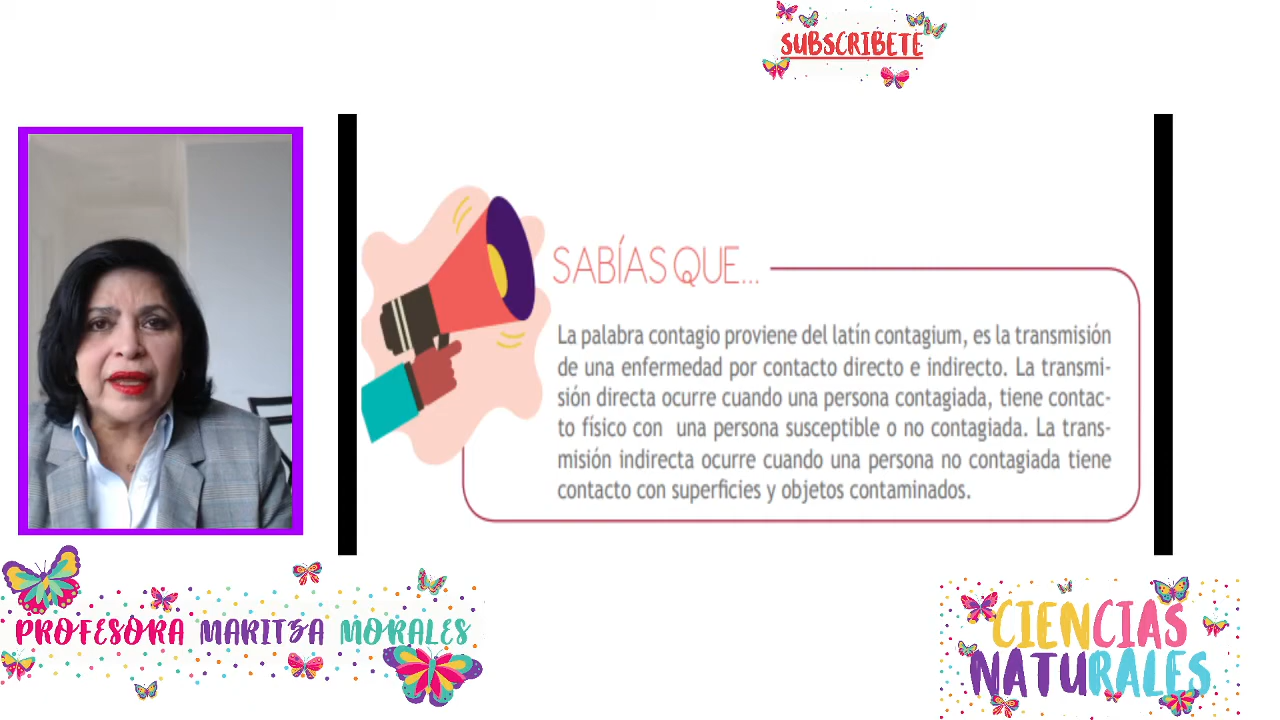 SUBSCRIBETE
SABÍAS QUE...
La palabra contagio proviene del latín contagium, es la transmisión
de una enfermedad por contacto directo e indirecto. La transmi-
sión directa ocurre cuando una persona contagiada, tiene contac-
to físico con una persona susceptible o no contagiada. La trans-
misión indirecta ocurre cuando una persona no contagiada tiene
contacto con superficies y objetos contaminados.
PROFESORA MARITZA MORALES
CIENCIAS
NATURALES